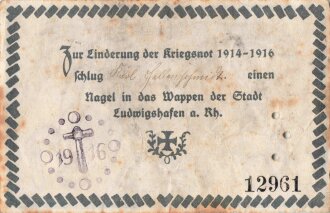 Zur Linderung der Kriegsnot 1914-1916
schlug einen
Nagel in das Wappen der Stadt
Ludwigshafen a. Rh.
1916
12961